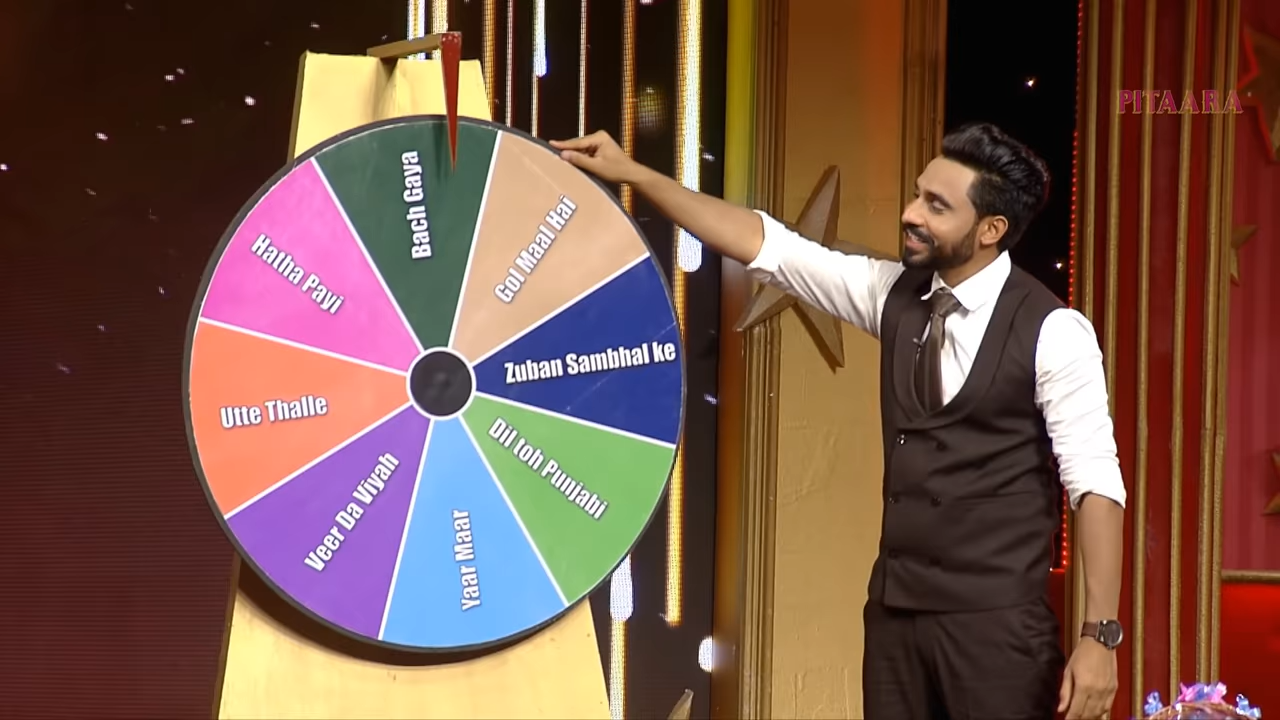 PITAARA
Bach Gaya
Gol Maal Hai
Zuban Sambhal ke
Dil toh Punjabi
Yaar Maar
Veer Da Viyah
Utte Thalle
Hatha Payi